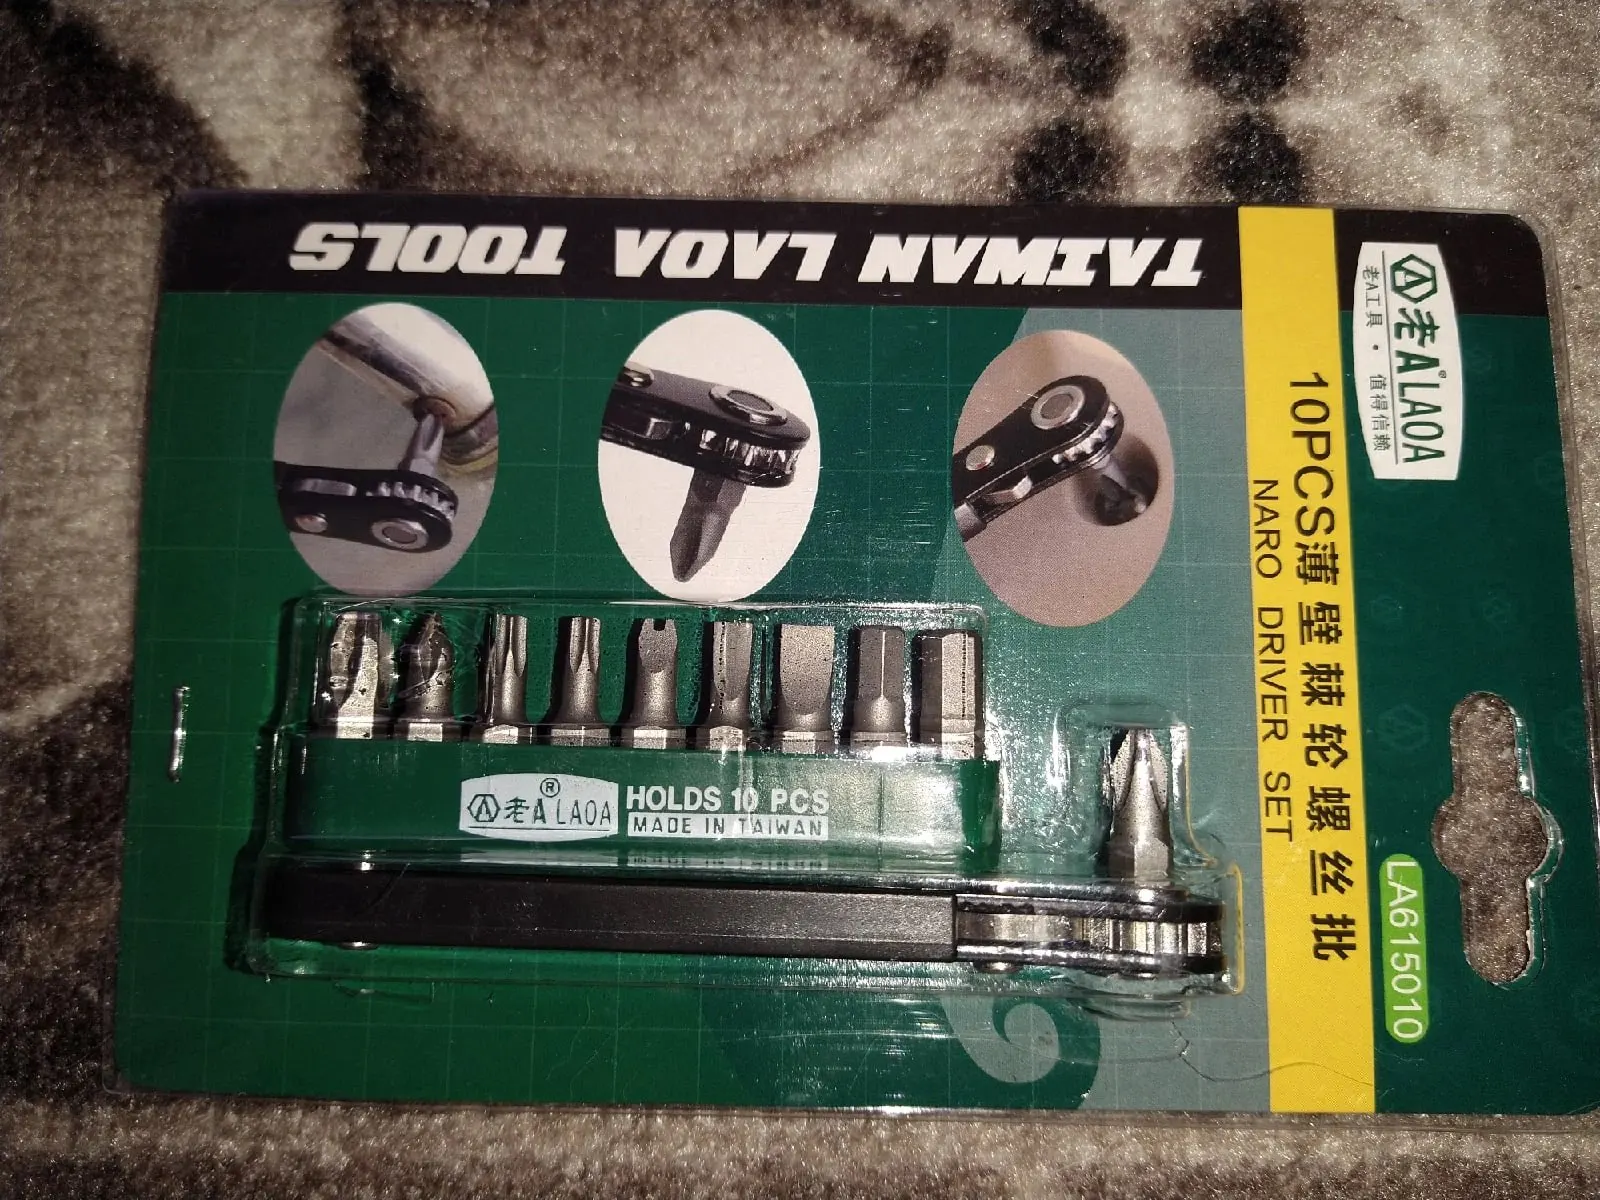 TAIWAN LAOA TOOLS
老A® LAOA
老A工具・值得信赖
10PCS薄壁棘轮螺丝批
NARO DRIVER SET
LA615010
老A® LAOA
HOLDS 10 PCS
MADE IN TAIWAN